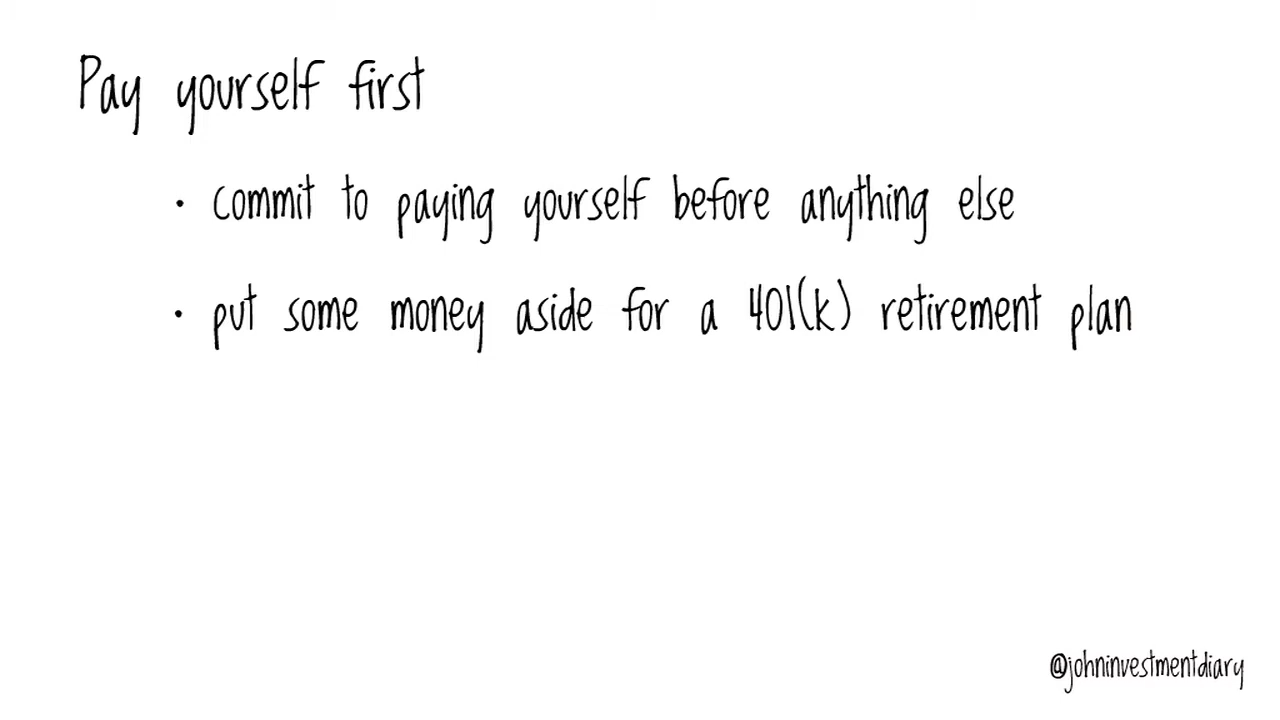 Pay yourself first
• commit to paying yourself before anything else
• put some money aside for a 401(k) retirement plan
@johninvestmentdiary